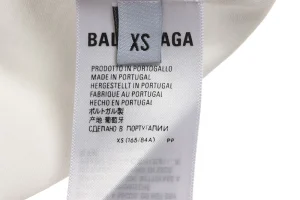 BAL AGA
XS
PRODOTTO IN PORTOGALLO
MADE IN PORTUGAL
HERGESTELLT IN PORTUGAL
FABRIQUE AU PORTUGAL
HECHO EN PORTUGAL
ポルトガル製
产地 葡萄牙
СДЕЛАНО В ПОРТУГАЛИИ
XS (165/84A) PP